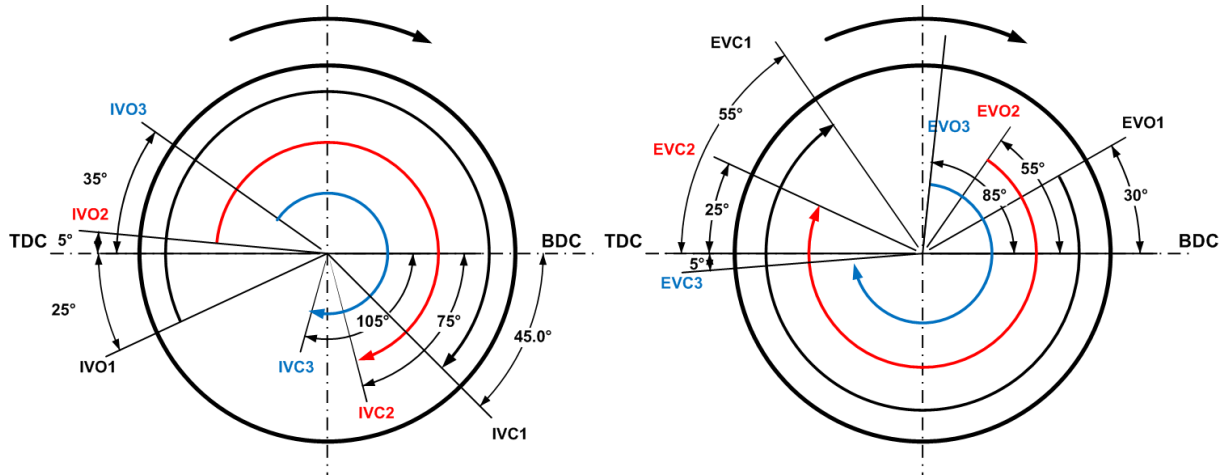 IVO3
35°
IVO2
TDC
5°
BDC
25°
IVO1
105°
75°
45.0°
IVC3
IVC2
IVC1
EVC1
55°
EVC2
25°
EVO3
EVO2
EVO1
55°
85°
30°
TDC
5°
BDC
EVC3